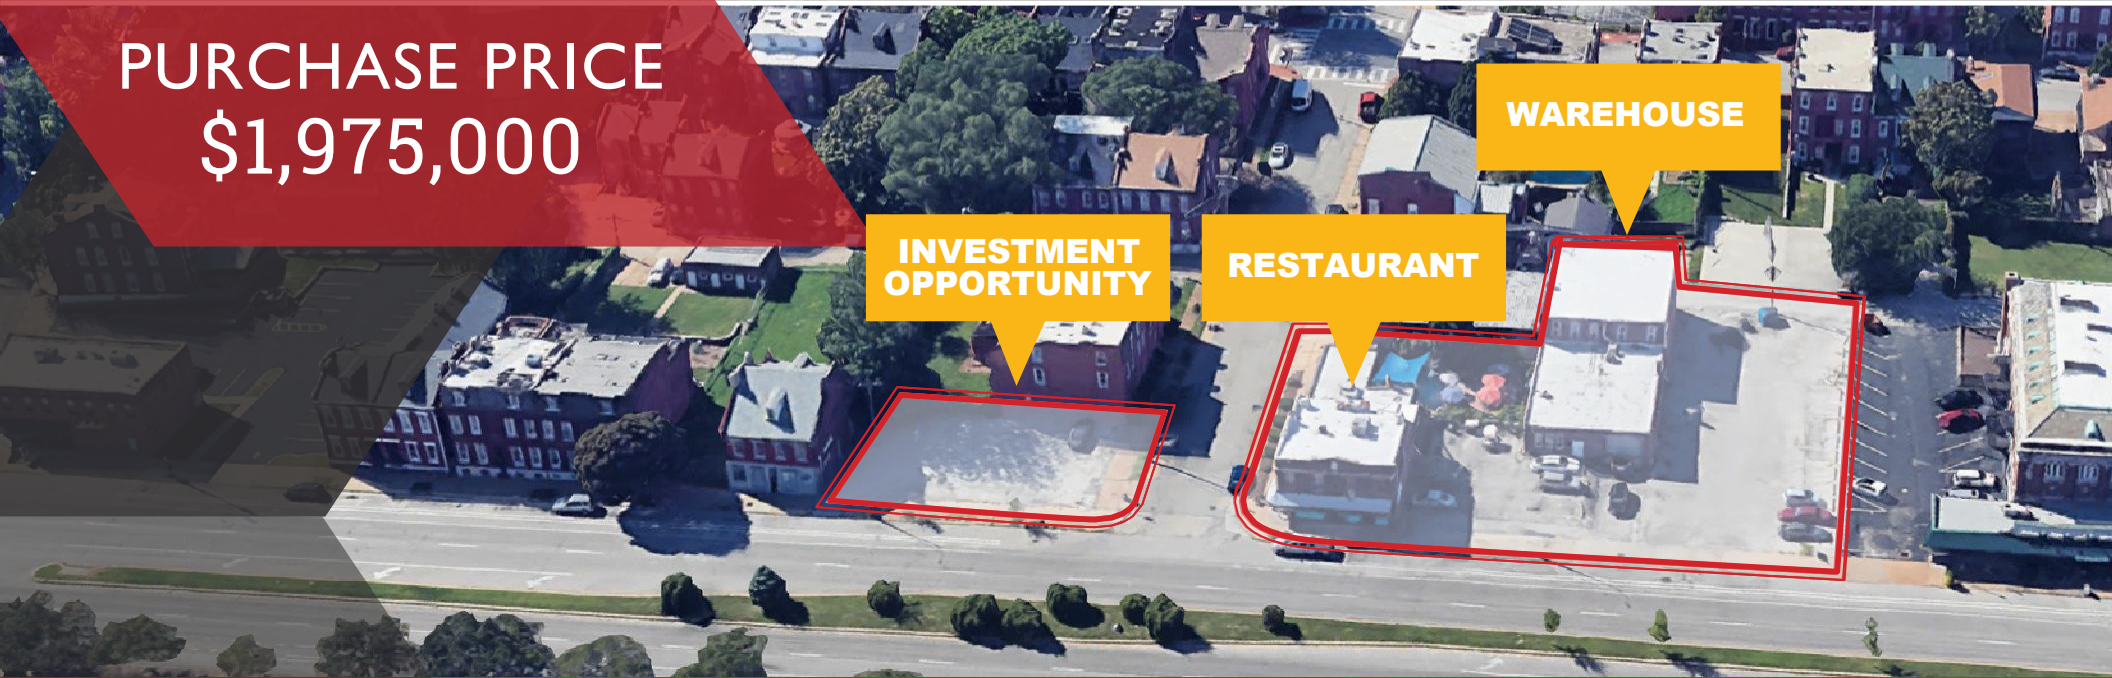 PURCHASE PRICE
$1,975,000
WAREHOUSE
INVESTMENT
OPPORTUNITY
RESTAURANT